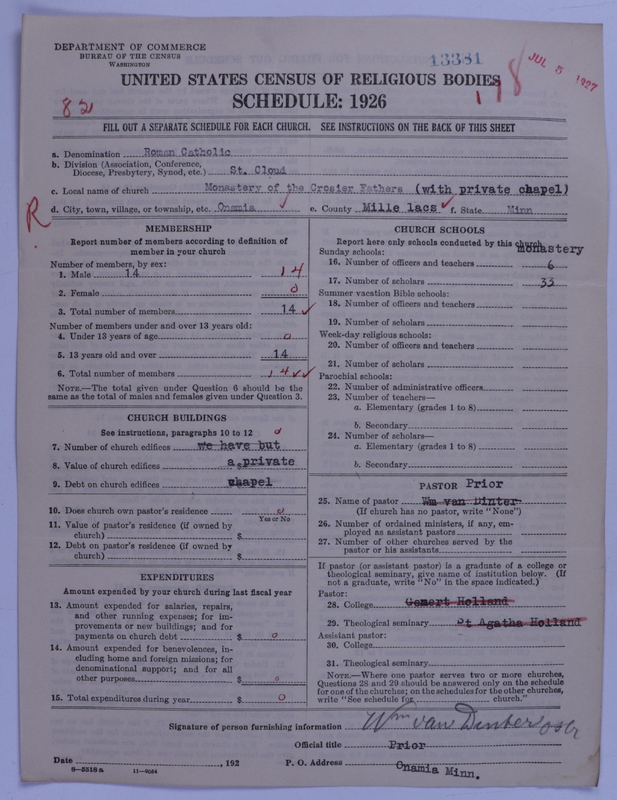 DEPARTMENT OF COMMERCE
BUREAU OF THE CENSUS
WASHINGTON
13381
JUL 5 1927
178
UNITED STATES CENSUS OF RELIGIOUS BODIES
82
SCHEDULE: 1926
FILL OUT A SEPARATE SCHEDULE FOR EACH CHURCH. SEE INSTRUCTIONS ON THE BACK OF THIS SHEET
a. Denomination Roman Catholic
b. Division (Association, Conference, Diocese, Presbytery, Synod, etc.) St. Cloud
c. Local name of church Monastery of the Crosier Fathers (with private chapel)
d. City, town, village, or township, etc. Onamia e. County Mille lacs f. State Minn
R
MEMBERSHIP
Report number of members according to definition of
member in your church
Number of members, by sex:
1. Male 14 14
2. Female 0
3. Total number of members 14
Number of members under and over 13 years old:
4. Under 13 years of age 0
5. 13 years old and over 14
6. Total number of members 14
NOTE.—The total given under Question 6 should be the
same as the total of males and females given under Question 3.
CHURCH BUILDINGS
See instructions, paragraphs 10 to 12
7. Number of church edifices we have but
8. Value of church edifices a private
9. Debt on church edifices chapel
10. Does church own pastor's residence 0
Yes or No
11. Value of pastor's residence (if owned by
church) $
12. Debt on pastor's residence (if owned by
church) $
EXPENDITURES
Amount expended by your church during last fiscal year
13. Amount expended for salaries, repairs,
and other running expenses; for im-
provements or new buildings; and for
payments on church debt $ 0
14. Amount expended for benevolences, in-
cluding home and foreign missions; for
denominational support; and for all
other purposes $ 0
15. Total expenditures during year $ 0
CHURCH SCHOOLS
Report here only schools conducted by this church
monastery
Sunday schools:
16. Number of officers and teachers 6
17. Number of scholars 33
Summer vacation Bible schools:
18. Number of officers and teachers
19. Number of scholars
Week-day religious schools:
20. Number of officers and teachers
21. Number of scholars
Parochial schools:
22. Number of administrative officers
23. Number of teachers—
a. Elementary (grades 1 to 8)
b. Secondary
24. Number of scholars—
a. Elementary (grades 1 to 8)
b. Secondary
PASTOR Prior
25. Name of pastor Wm van Dinter
(If church has no pastor, write "None")
26. Number of ordained ministers, if any, em-
ployed as assistant pastors
27. Number of other churches served by the
pastor or his assistants
If pastor (or assistant pastor) is a graduate of a college or
theological seminary, give name of institution below. (If
not a graduate, write "No" in the space indicated.)
Pastor:
28. College Gemert Holland
29. Theological seminary St Agatha Holland
Assistant pastor:
30. College
31. Theological seminary
NOTE.—Where one pastor serves two or more churches,
Questions 28 and 29 should be answered only on the schedule
for one of the churches; on the schedules for the other churches,
write "See schedule for church."
Signature of person furnishing information Wm van Dinter
Official title Prior
Date , 192 P. O. Address Onamia Minn.
8—5518a 11—9064